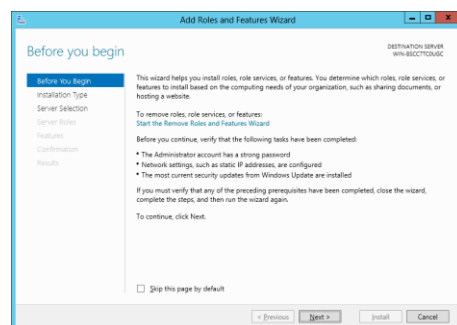 Add Roles and Features Wizard
Before you begin
DESTINATION SERVER
Before You Begin
Installation Type
Server Selection
Server Roles
Features
Confirmation
Results
This wizard helps you install roles, role services, or features. You determine which roles, role services, or
features to install based on the computing needs of your organization, such as sharing documents, or
hosting a website.
To remove roles, role services, or features:
Start the Remove Roles and Features Wizard
Before you continue, verify that the following tasks have been completed:
• The Administrator account has a strong password
• Network settings, such as static IP addresses, are configured
• The most current security updates from Windows Update are installed
If you must verify that any of the preceding prerequisites have been completed, close the wizard,
complete the steps, and then run the wizard again.
To continue, click Next.
Skip this page by default
< Previous
Next >
Install
Cancel